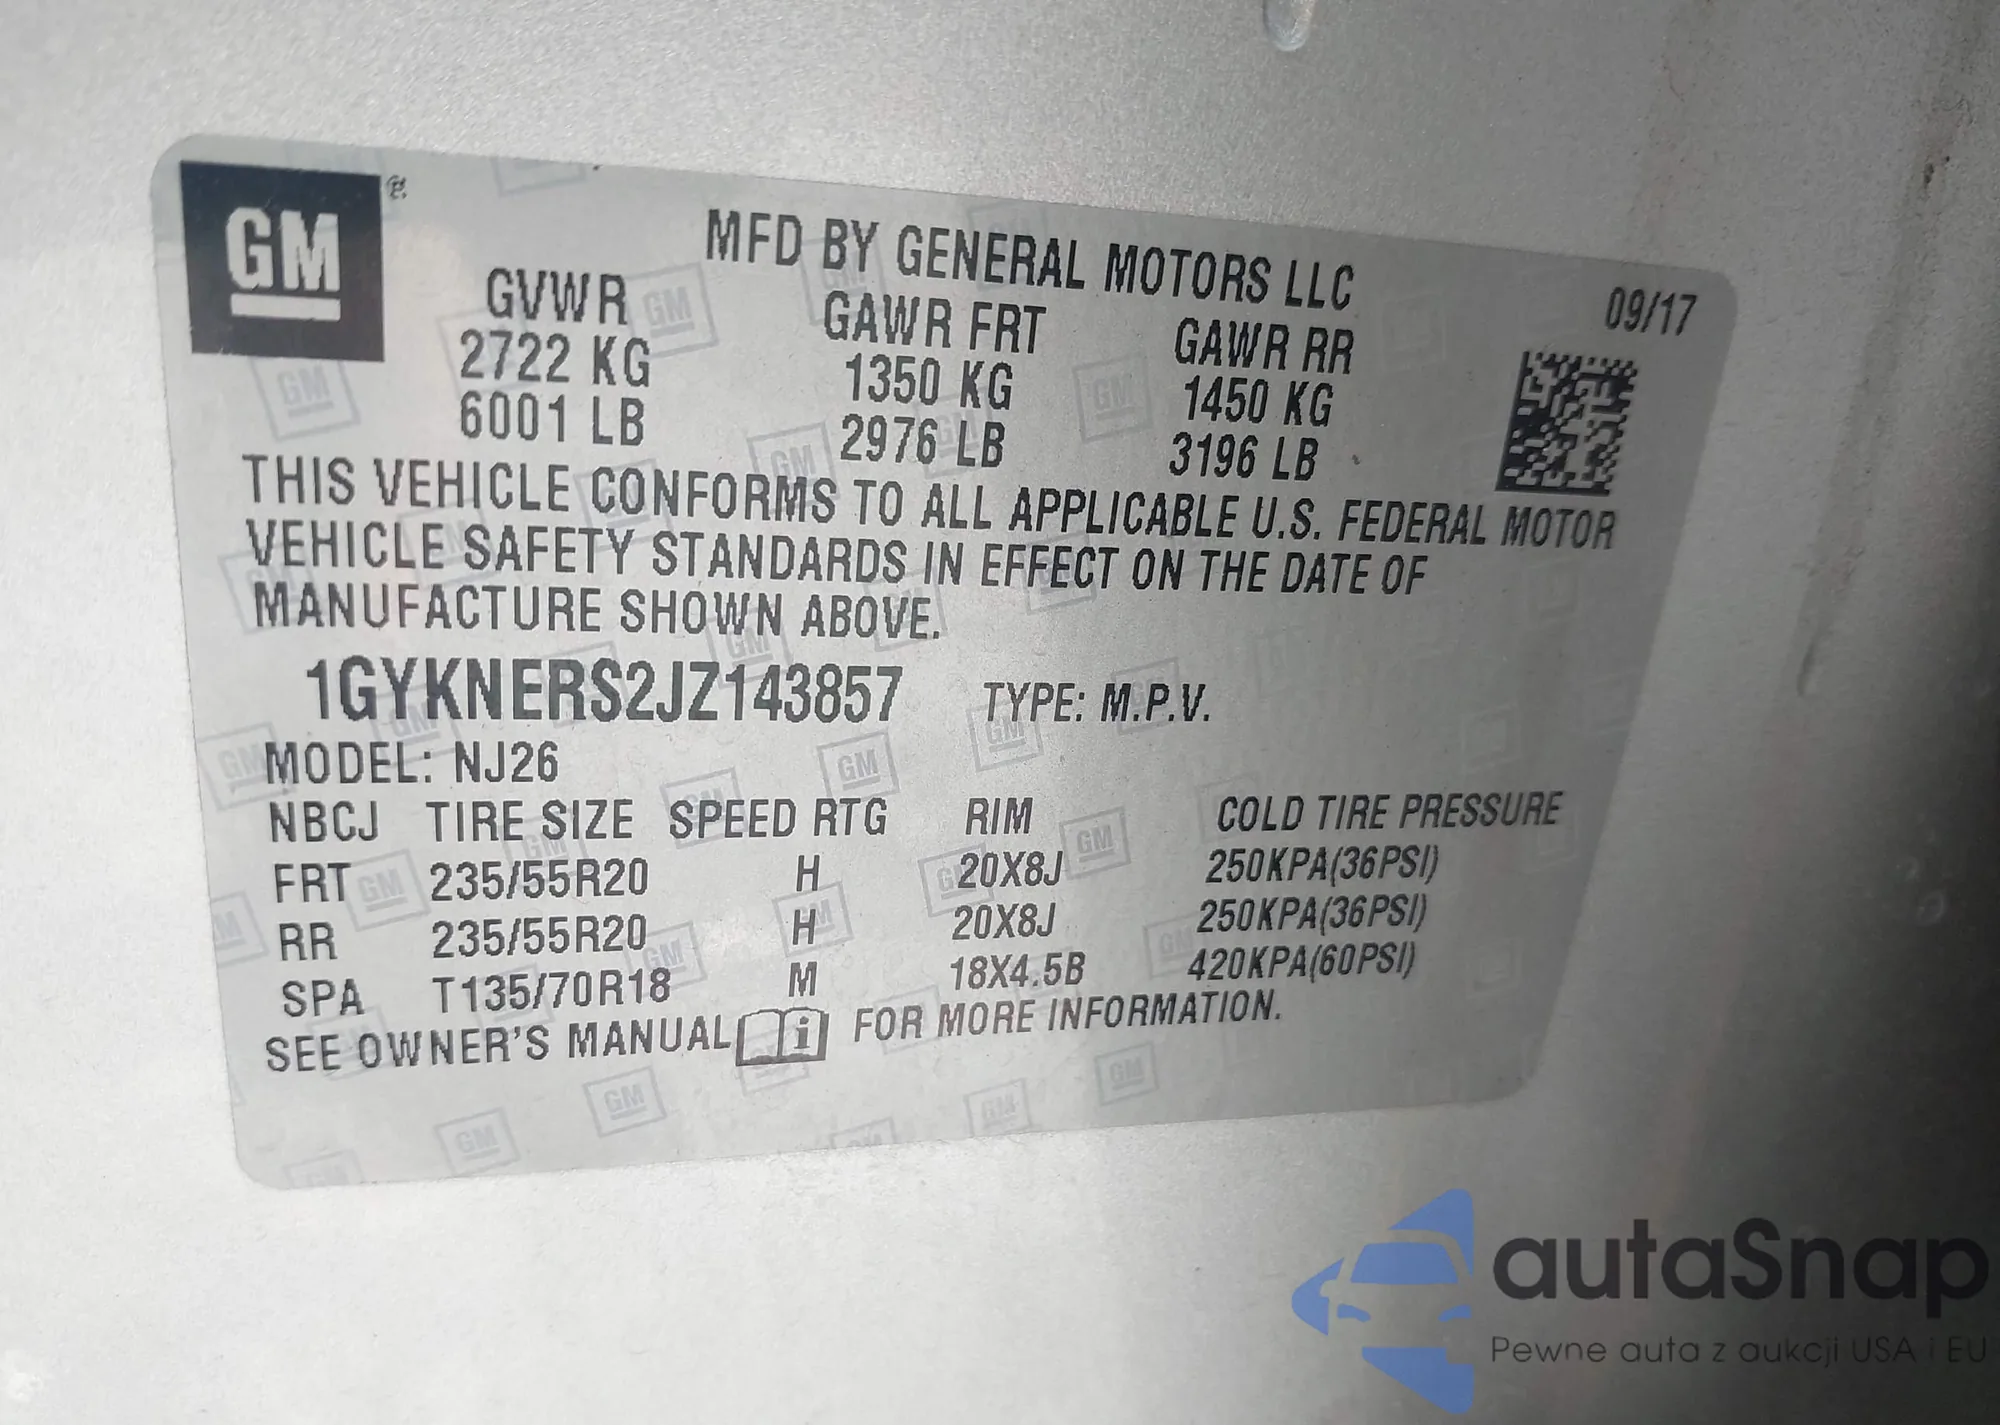 GM ®
MFD BY GENERAL MOTORS LLC 09/17
GVWR GAWR FRT GAWR RR
2722 KG 1350 KG 1450 KG
6001 LB 2976 LB 3196 LB
THIS VEHICLE CONFORMS TO ALL APPLICABLE U.S. FEDERAL MOTOR
VEHICLE SAFETY STANDARDS IN EFFECT ON THE DATE OF
MANUFACTURE SHOWN ABOVE.
1GYKNERS2JZ143857 TYPE: M.P.V.
MODEL: NJ26
NBCJ TIRE SIZE SPEED RTG RIM COLD TIRE PRESSURE
FRT 235/55R20 H 20X8J 250KPA(36PSI)
RR 235/55R20 H 20X8J 250KPA(36PSI)
SPA T135/70R18 M 18X4.5B 420KPA(60PSI)
SEE OWNER'S MANUAL i FOR MORE INFORMATION.
autaSnap
Pewne auta z aukcji USA i EU